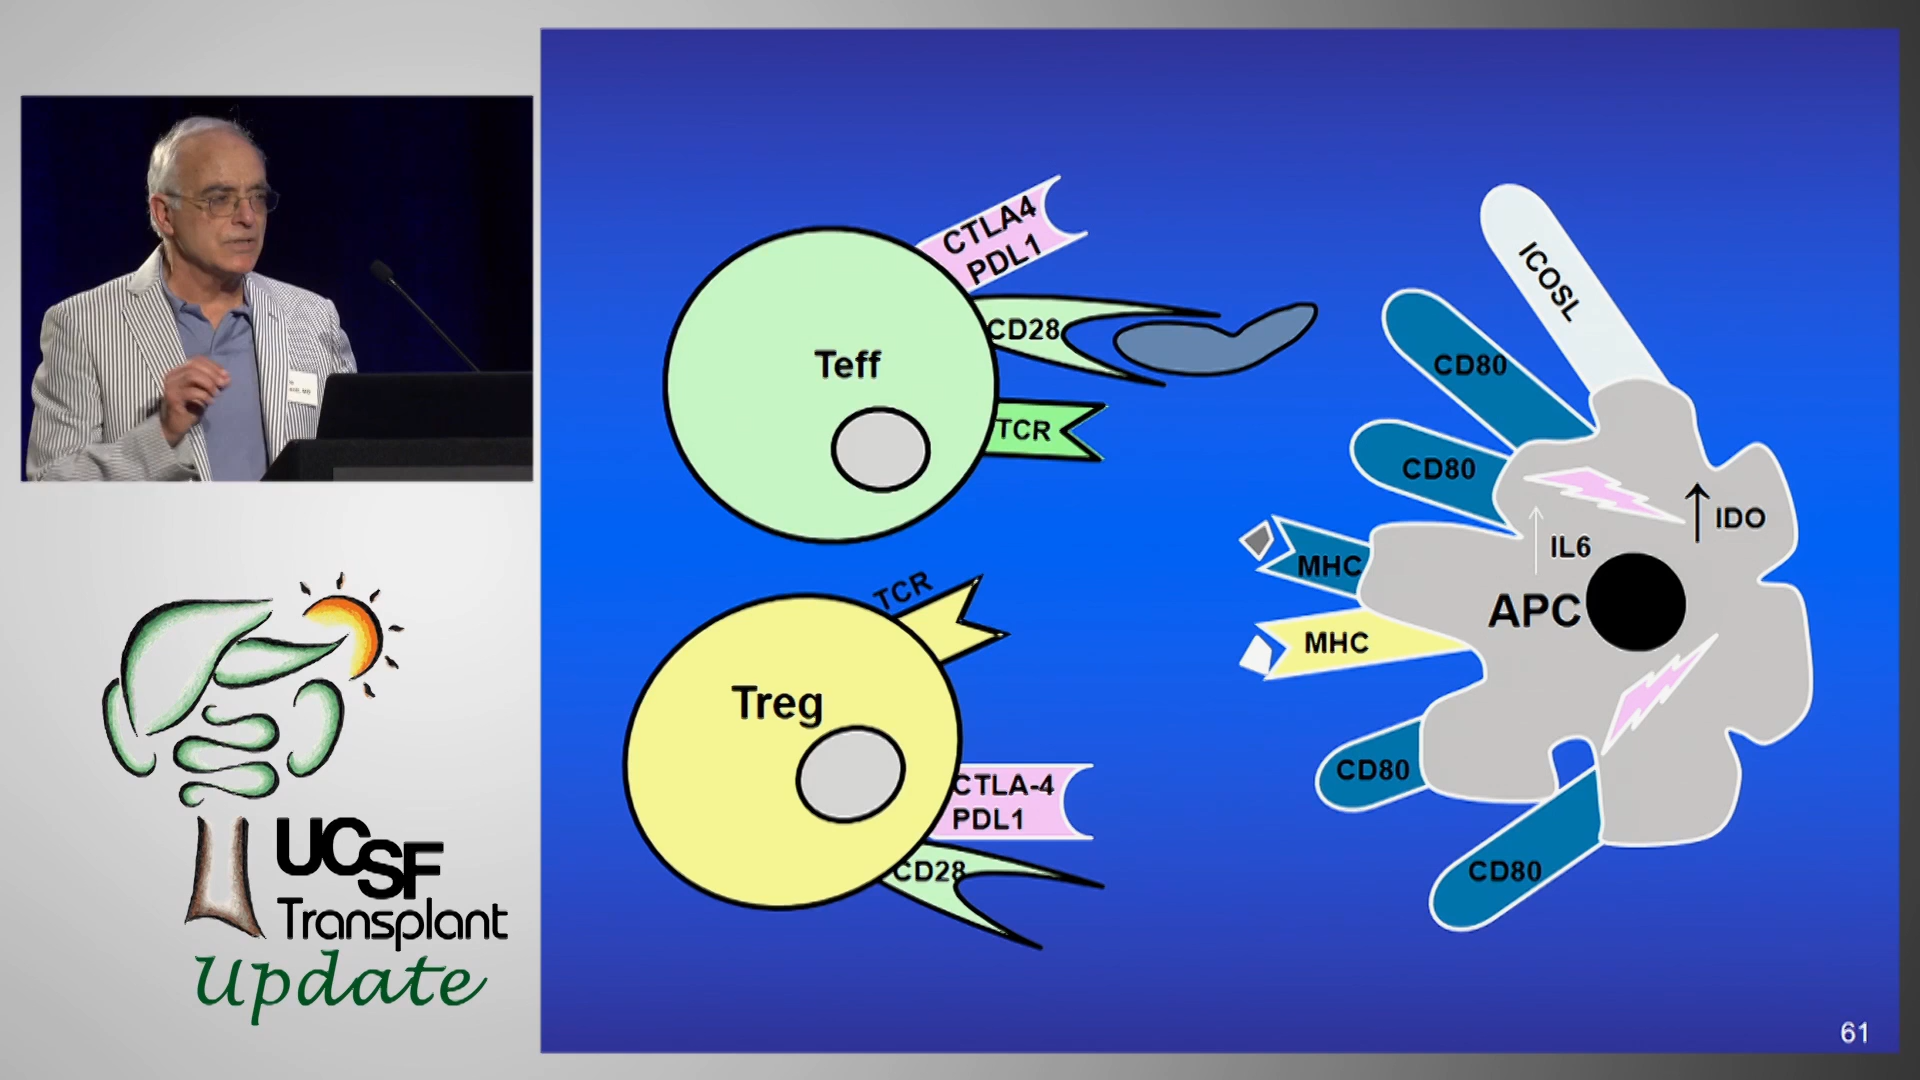 CTLA4
PDL1
CD28
Teff
TCR
TCR
Treg
CTLA-4
PDL1
CD28
ICOSL
CD80
CD80
MHC
MHC
IL6
IDO
APC
CD80
CD80
UCSF
Transplant
Update
61